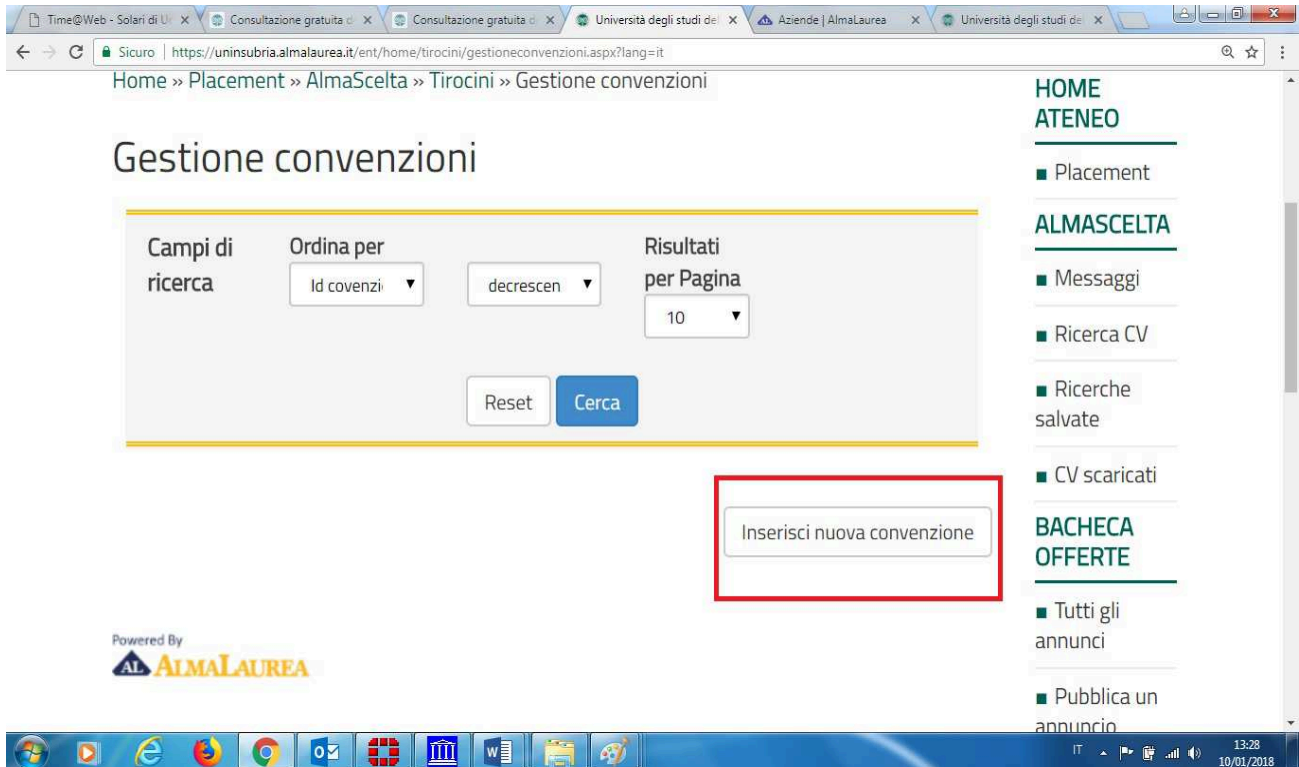 Time@Web - Solari di U
Consultazione gratuita d
Consultazione gratuita d
Università degli studi del
Aziende | AlmaLaurea
Università degli studi del
Sicuro | https://uninsubria.almalaurea.it/ent/home/tirocini/gestioneconvenzioni.aspx?lang=it
Home » Placement » AlmaScelta » Tirocini » Gestione convenzioni
Gestione convenzioni
Campi di
ricerca
Ordina per
Id covenzi
decrescen
Risultati
per Pagina
10
Reset
Cerca
Inserisci nuova convenzione
Powered By
AL ALMALAUREA
HOME
ATENEO
Placement
ALMASCELTA
Messaggi
Ricerca CV
Ricerche
salvate
CV scaricati
BACHECA
OFFERTE
Tutti gli
annunci
Pubblica un
annuncio
IT
13:28
10/01/2018